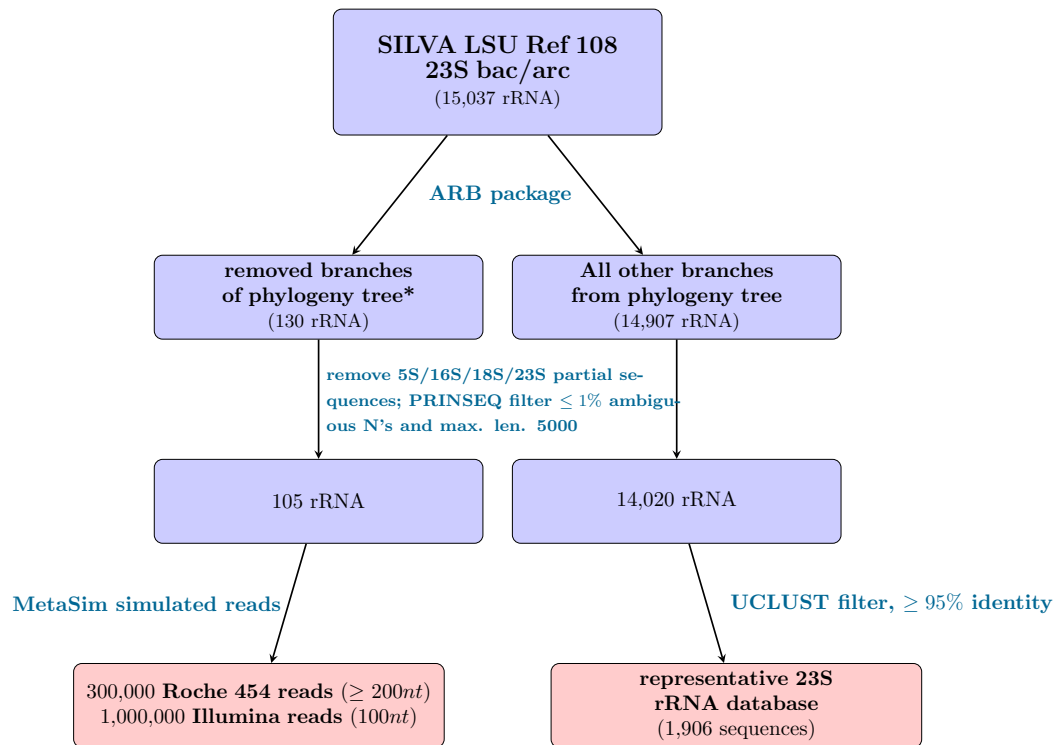 SILVA LSU Ref 108
23S bac/arc
(15,037 rRNA)
ARB package
removed branches
of phylogeny tree*
(130 rRNA)
All other branches
from phylogeny tree
(14,907 rRNA)
remove 5S/16S/18S/23S partial se-
quences; PRINSEQ filter ≤ 1% ambigu-
ous N's and max. len. 5000
105 rRNA
14,020 rRNA
MetaSim simulated reads
UCLUST filter, ≥ 95% identity
300,000 Roche 454 reads (≥ 200nt)
1,000,000 Illumina reads (100nt)
representative 23S
rRNA database
(1,906 sequences)